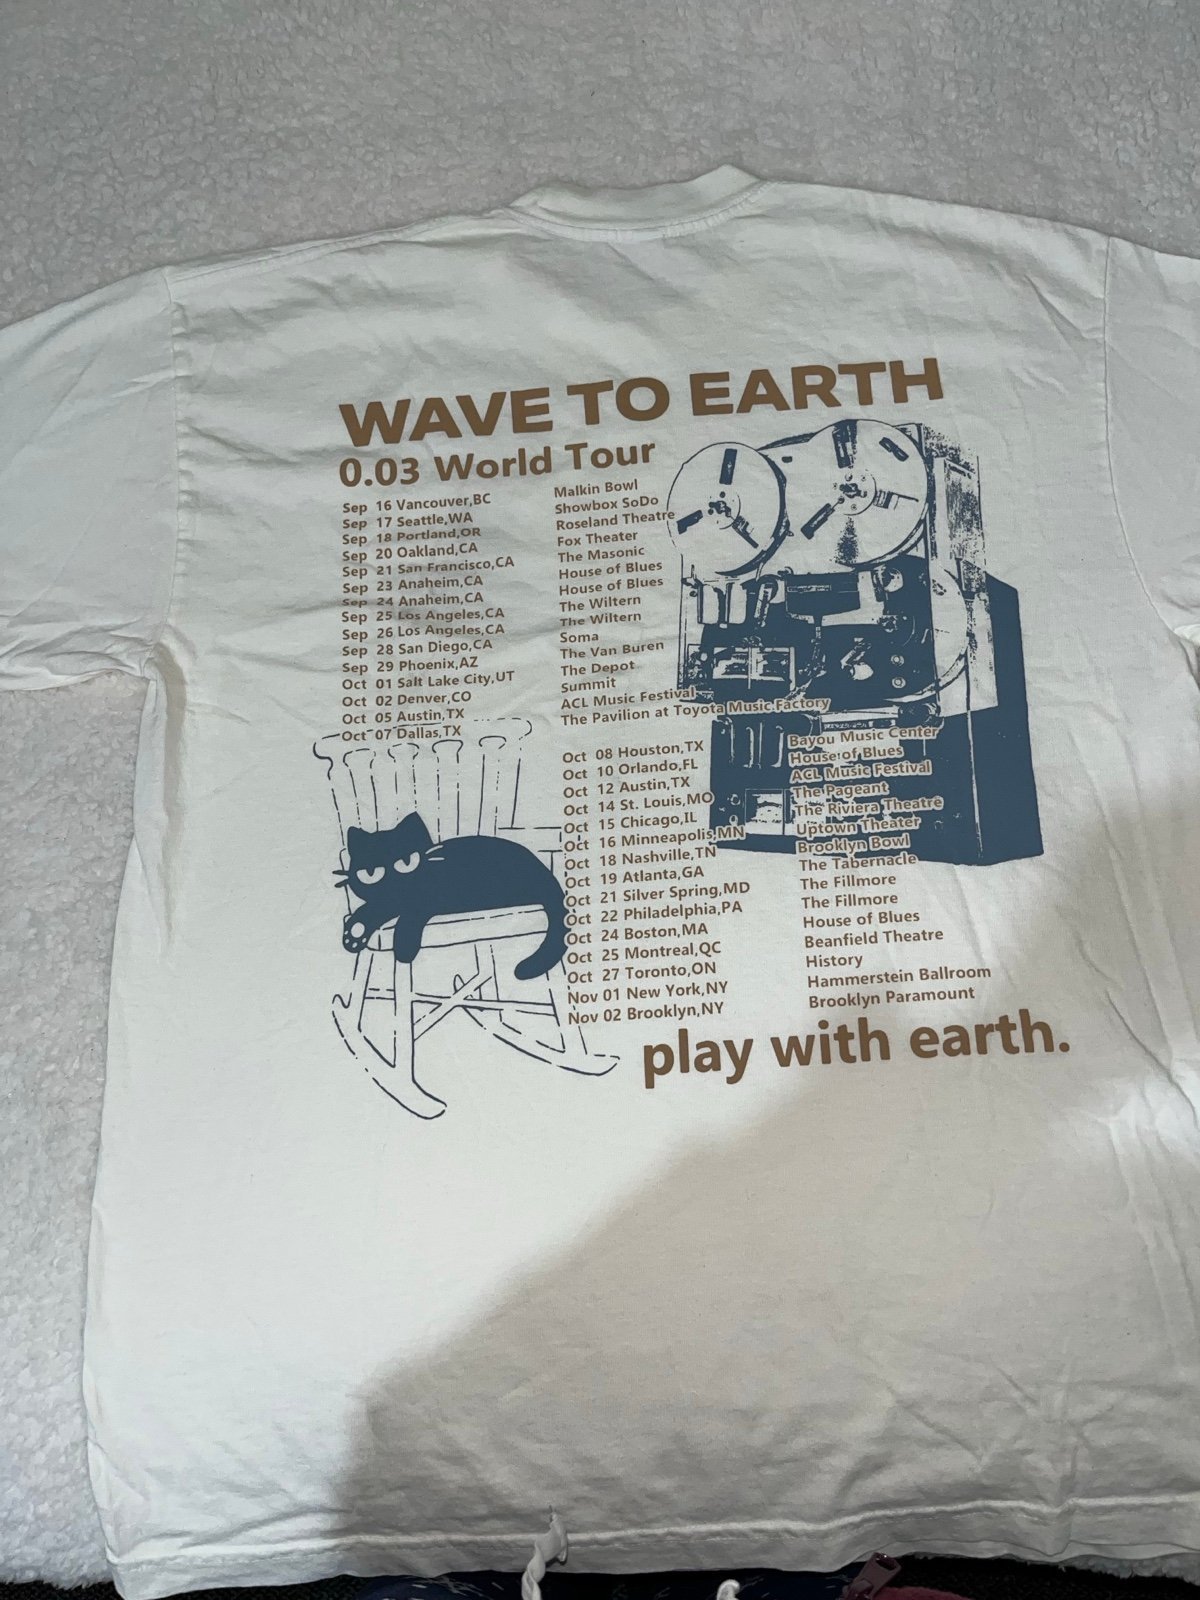 WAVE TO EARTH
0.03 World Tour
Sep 16 Vancouver,BC Malkin Bowl
Sep 17 Seattle,WA Showbox SoDo
Sep 18 Portland,OR Roseland Theatre
Sep 20 Oakland,CA Fox Theater
Sep 21 San Francisco,CA The Masonic
Sep 23 Anaheim,CA House of Blues
Sep 24 Anaheim,CA House of Blues
Sep 25 Los Angeles,CA The Wiltern
Sep 26 Los Angeles,CA The Wiltern
Sep 28 San Diego,CA Soma
Sep 29 Phoenix,AZ The Van Buren
Oct 01 Salt Lake City,UT The Depot
Oct 02 Denver,CO Summit
Oct 05 Austin,TX ACL Music Festival
Oct 07 Dallas,TX The Pavilion at Toyota Music Factory
Oct 08 Houston,TX Bayou Music Center
Oct 10 Orlando,FL House of Blues
Oct 12 Austin,TX ACL Music Festival
Oct 14 St. Louis,MO The Pageant
Oct 15 Chicago,IL The Riviera Theatre
Oct 16 Minneapolis,MN Uptown Theater
Oct 18 Nashville,TN Brooklyn Bowl
Oct 19 Atlanta,GA The Tabernacle
Oct 21 Silver Spring,MD The Fillmore
Oct 22 Philadelphia,PA The Fillmore
Oct 24 Boston,MA House of Blues
Oct 25 Montreal,QC Beanfield Theatre
Oct 27 Toronto,ON History
Nov 01 New York,NY Hammerstein Ballroom
Nov 02 Brooklyn,NY Brooklyn Paramount
play with earth.